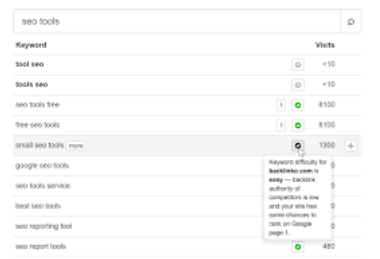 seo tools
Keyword Visits
tool seo <10
tools seo <10
seo tools free 8100
free seo tools 8100
small seo tools more 1300 +
google seo tools
seo tools service
best seo tools
seo reporting tool
seo report tools 480
Keyword difficulty for
backlinko.com is
easy — backlink
authority of
competitors is low
and your site has
some chances to
rank on Google
page 1.